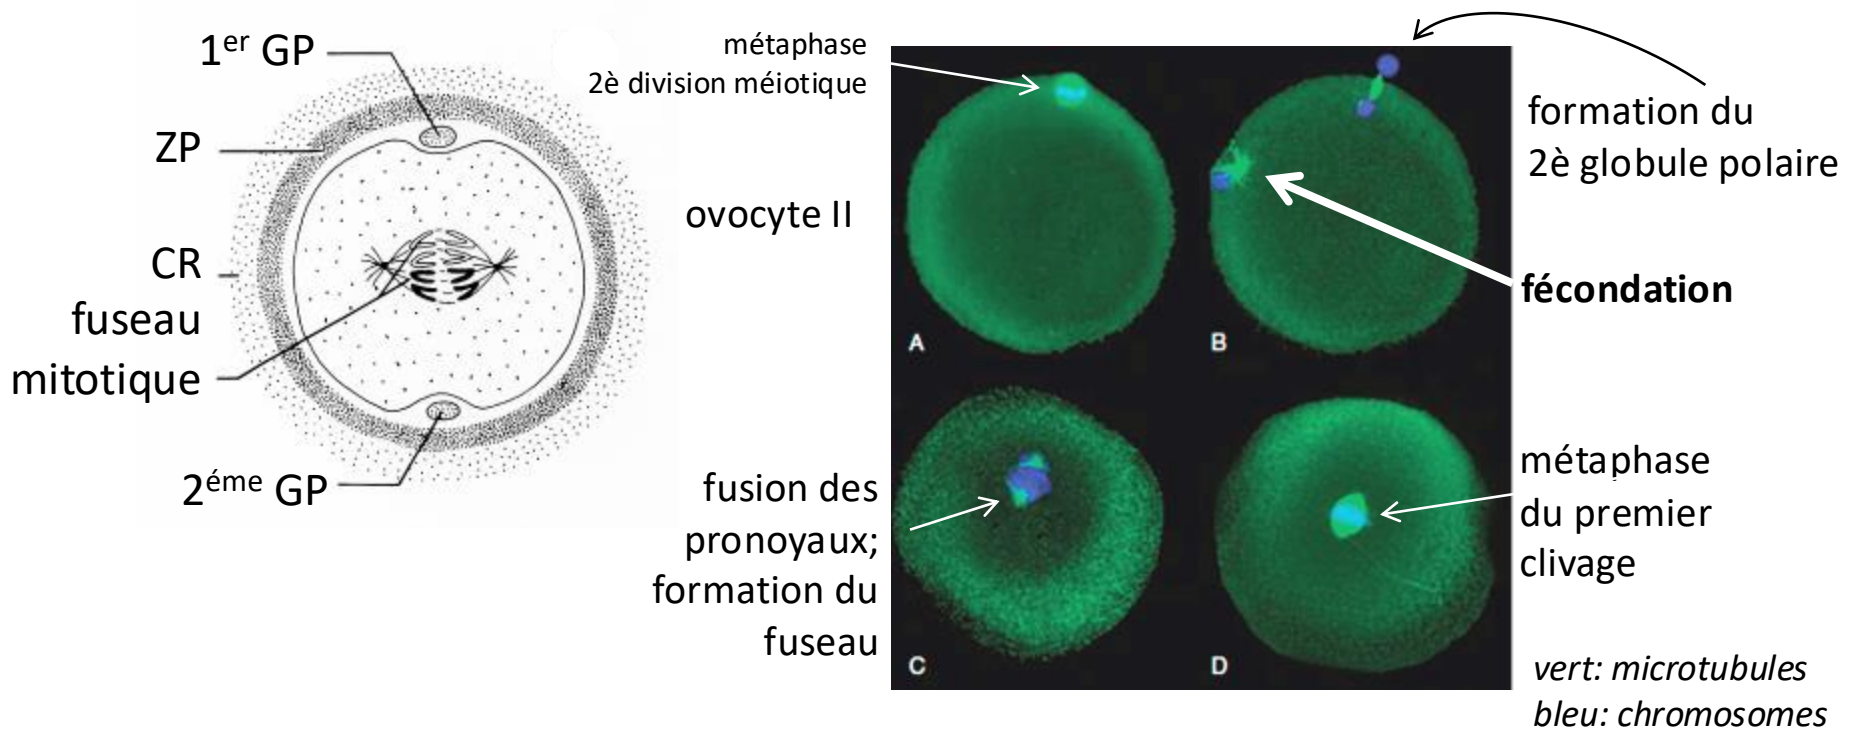 1er GP
ZP
CR
fuseau
mitotique
2éme GP
métaphase
2è division méiotique
ovocyte II
fusion des
pronoyaux;
formation du
fuseau
A
B
C
D
formation du
2è globule polaire
fécondation
métaphase
du premier
clivage
vert: microtubules
bleu: chromosomes